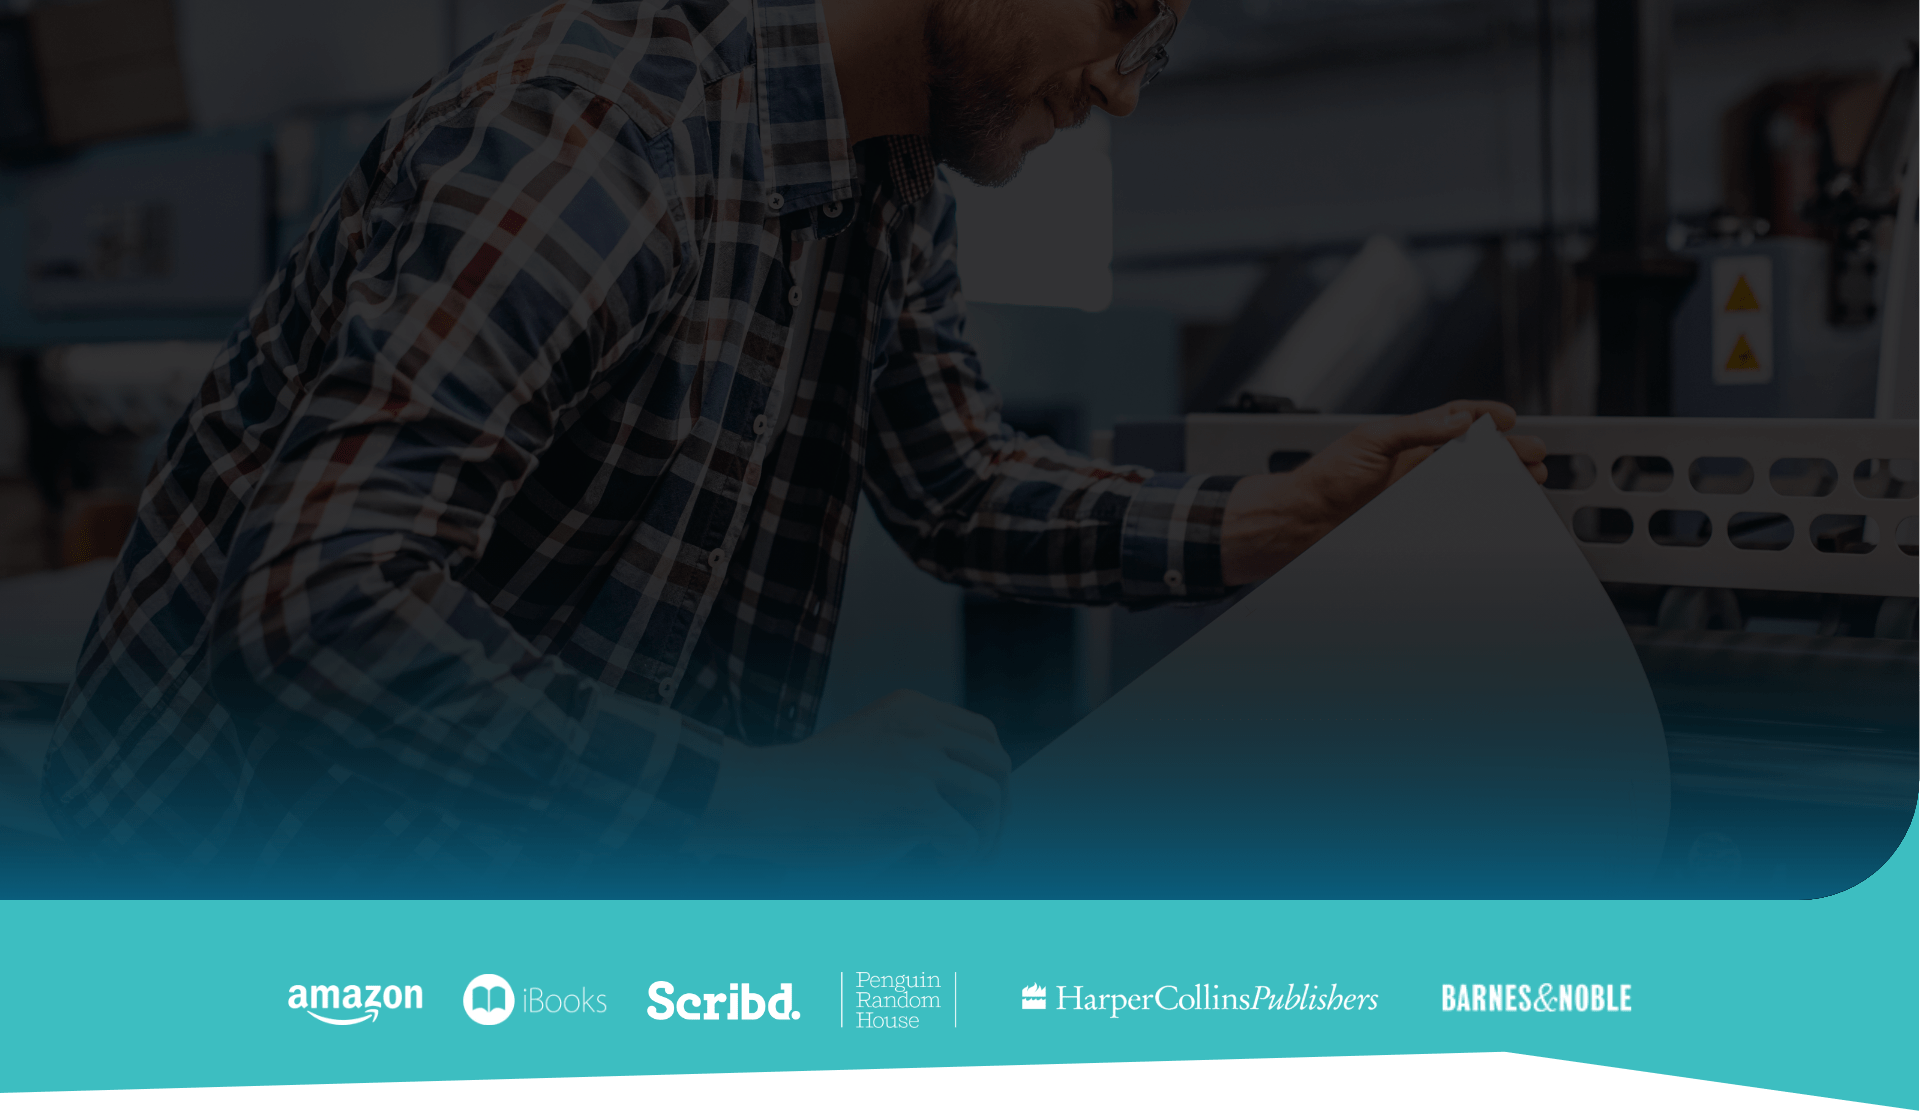 amazon
iBooks
Scribd.
Penguin
Random
House
HarperCollinsPublishers
BARNES&NOBLE